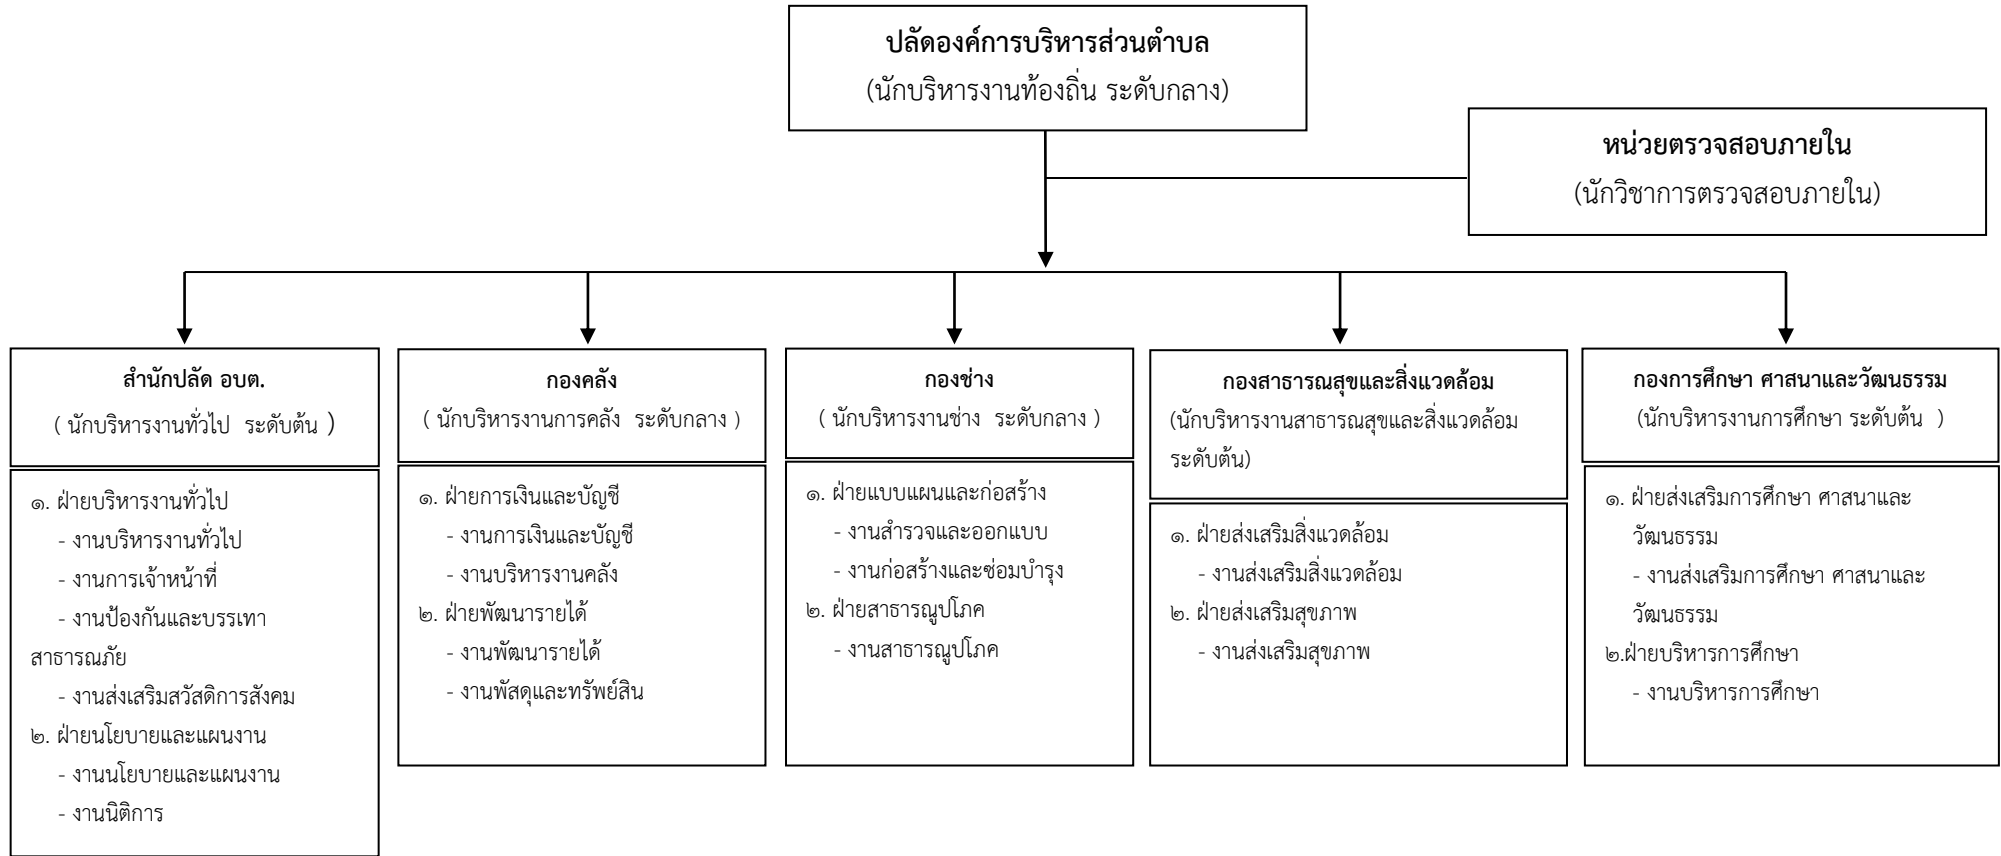 ปลัดองค์การบริหารส่วนตำบล
(นักบริหารงานท้องถิ่น ระดับกลาง)
หน่วยตรวจสอบภายใน
(นักวิชาการตรวจสอบภายใน)
สำนักปลัด อบต.
( นักบริหารงานทั่วไป ระดับต้น )
๑. ฝ่ายบริหารงานทั่วไป
- งานบริหารงานทั่วไป
- งานการเจ้าหน้าที่
- งานป้องกันและบรรเทา
สาธารณภัย
- งานส่งเสริมสวัสดิการสังคม
๒. ฝ่ายนโยบายและแผนงาน
- งานนโยบายและแผนงาน
- งานนิติการ
กองคลัง
( นักบริหารงานการคลัง ระดับกลาง )
๑. ฝ่ายการเงินและบัญชี
- งานการเงินและบัญชี
- งานบริหารงานคลัง
๒. ฝ่ายพัฒนารายได้
- งานพัฒนารายได้
- งานพัสดุและทรัพย์สิน
กองช่าง
( นักบริหารงานช่าง ระดับกลาง )
๑. ฝ่ายแบบแผนและก่อสร้าง
- งานสำรวจและออกแบบ
- งานก่อสร้างและซ่อมบำรุง
๒. ฝ่ายสาธารณูปโภค
- งานสาธารณูปโภค
กองสาธารณสุขและสิ่งแวดล้อม
(นักบริหารงานสาธารณสุขและสิ่งแวดล้อม
ระดับต้น)
๑. ฝ่ายส่งเสริมสิ่งแวดล้อม
- งานส่งเสริมสิ่งแวดล้อม
๒. ฝ่ายส่งเสริมสุขภาพ
- งานส่งเสริมสุขภาพ
กองการศึกษา ศาสนาและวัฒนธรรม
(นักบริหารงานการศึกษา ระดับต้น )
๑. ฝ่ายส่งเสริมการศึกษา ศาสนาและ
วัฒนธรรม
- งานส่งเสริมการศึกษา ศาสนาและ
วัฒนธรรม
๒.ฝ่ายบริหารการศึกษา
- งานบริหารการศึกษา